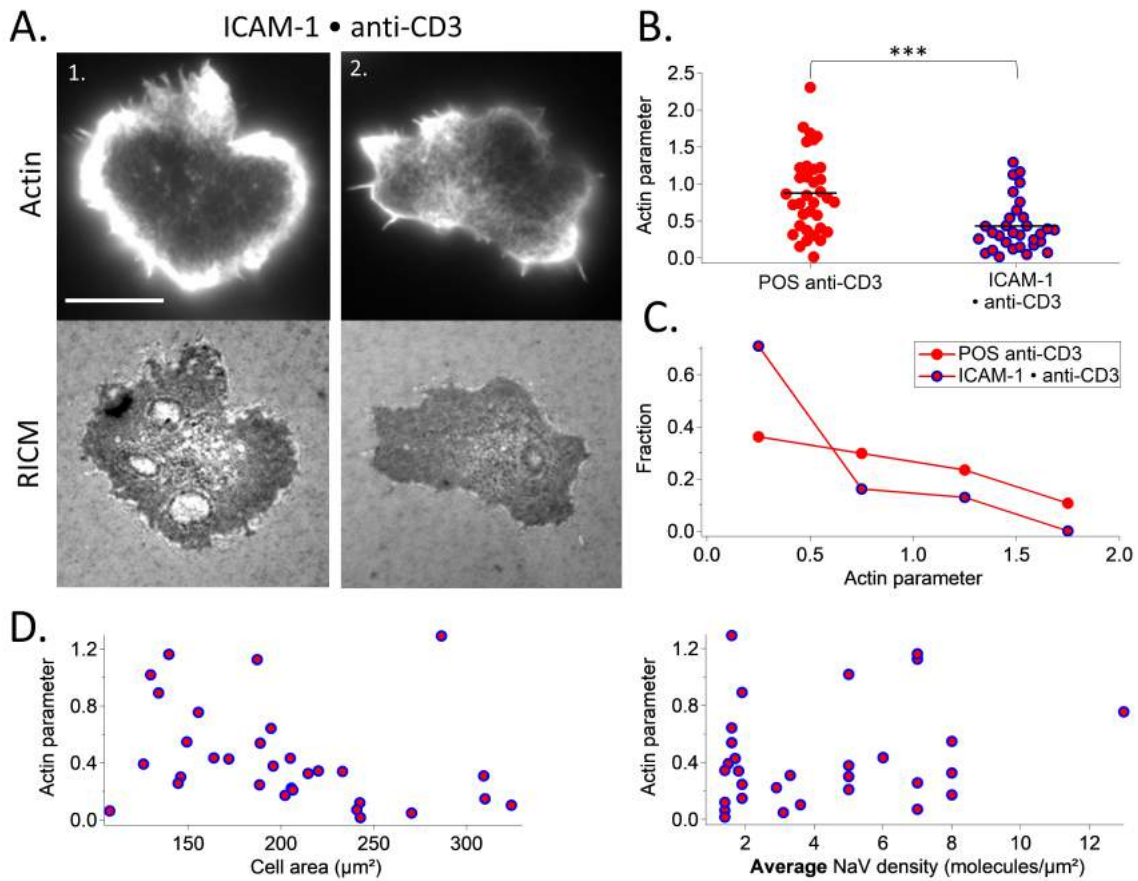 A.
ICAM-1 • anti-CD3
1.
2.
Actin
RICM
B.
***
Actin parameter
2.5
2.0
1.5
1.0
0.5
0.0
POS anti-CD3
ICAM-1
• anti-CD3
C.
Fraction
0.6
0.4
0.2
0.0
POS anti-CD3
ICAM-1 • anti-CD3
0.0 0.5 1.0 1.5 2.0
Actin parameter
D.
Actin parameter
1.2
0.8
0.4
0.0
150 200 250 300
Cell area (µm²)
Actin parameter
1.2
0.8
0.4
0.0
2 4 6 8 10 12
Average NaV density (molecules/µm²)